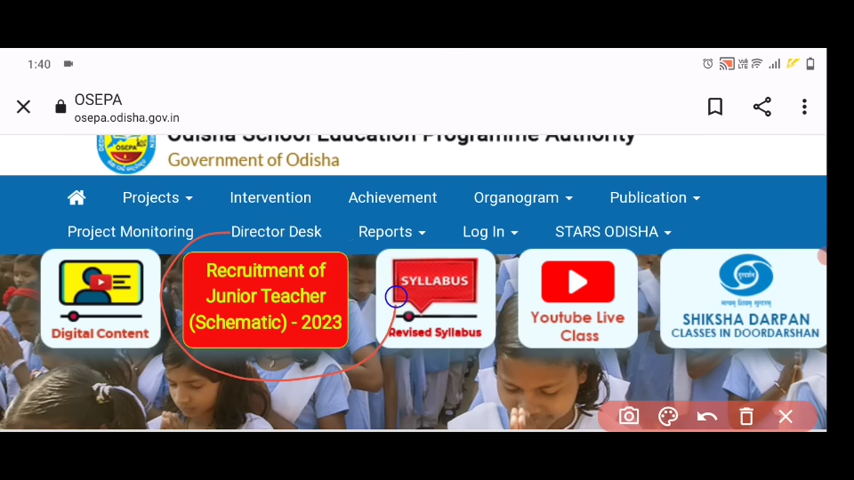 1:40
OSEPA
osepa.odisha.gov.in
Odisha School Education Programme Authority
OSEPA
Government of Odisha
Projects
Intervention
Achievement
Organogram
Publication
Project Monitoring
Director Desk
Reports
Log In
STARS ODISHA
Digital Content
Recruitment of
Junior Teacher
(Schematic) - 2023
SYLLABUS
Revised Syllabus
Youtube Live
Class
SHIKSHA DARPAN
CLASSES IN DOORDARSHAN